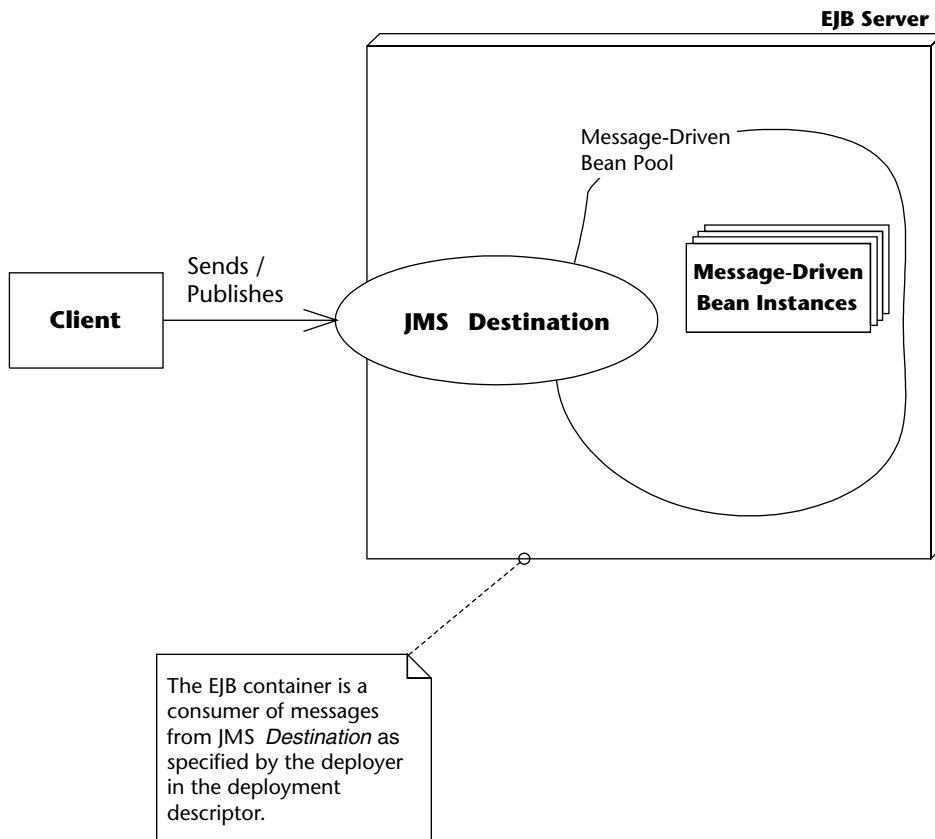 EJB Server
Message-Driven
Bean Pool
Message-Driven
Bean Instances
Sends /
Publishes
Client
JMS Destination
The EJB container is a
consumer of messages
from JMS Destination as
specified by the deployer
in the deployment
descriptor.